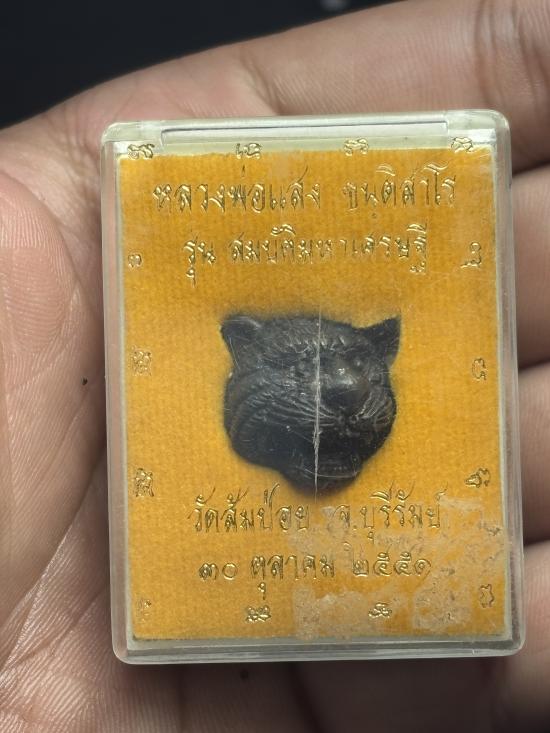 หลวงพ่อแสง ขนฺติสาโร
รุ่น สมบัติมหาเศรษฐี
วัดส้มป่อย จ.บุรีรัมย์
๓๐ ตุลาคม ๒๕๕๑